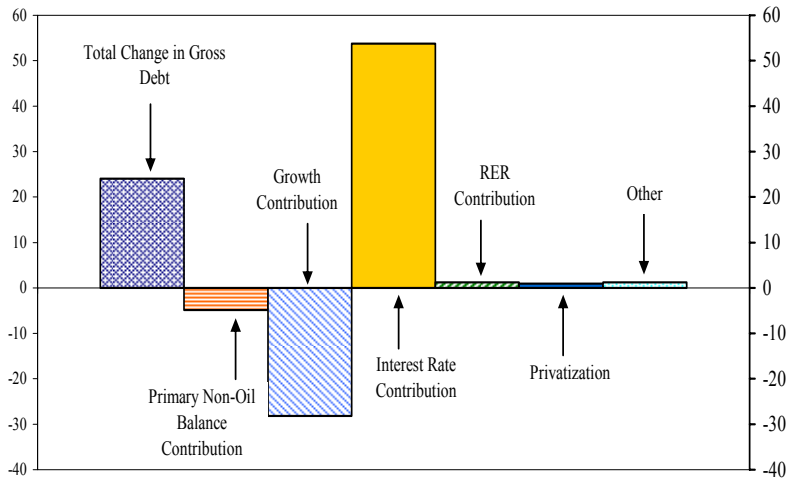 60
50
40
30
20
10
0
-10
-20
-30
-40
Total Change in Gross
Debt
Primary Non-Oil
Balance
Contribution
Growth
Contribution
Interest Rate
Contribution
RER
Contribution
Privatization
Other
60
50
40
30
20
10
0
-10
-20
-30
-40